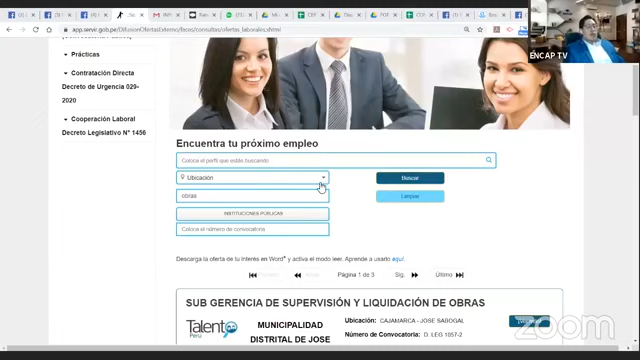 app.servir.gob.pe/DifusionOfertasExterno/faces/consultas/ofertas_laborales.xhtml
ENCAP TV
Prácticas
Contratación Directa
Decreto de Urgencia 029-
2020
Cooperación Laboral
Decreto Legislativo N° 1456
Encuentra tu próximo empleo
Coloca el perfil que estás buscando
Ubicación
Buscar
obras
Limpiar
INSTITUCIONES PÚBLICAS
Coloca el número de convocatoria
Descarga la oferta de tu interés en Word® y activa el modo leer. Aprende a usarlo aquí.
Página 1 de 3
Sig.
Último
SUB GERENCIA DE SUPERVISIÓN Y LIQUIDACIÓN DE OBRAS
Talento
Perú
MUNICIPALIDAD
DISTRITAL DE JOSE
Ubicación: CAJAMARCA - JOSE SABOGAL
Número de Convocatoria: D. LEG 1057-2
zoom